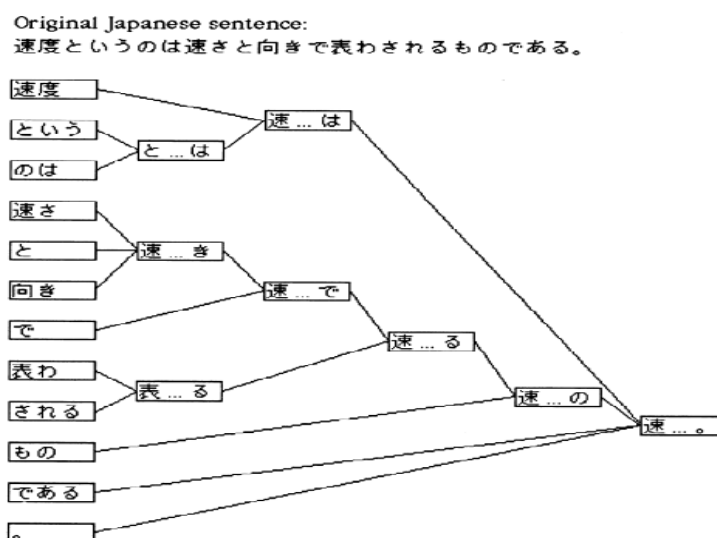 Original Japanese sentence:
速度というのは速さと向きで表わされるものである。
速度
速 ... は
という
と ... は
のは
速さ
と
速 ... き
向き
速 ... で
で
速 ... る
表わ
表 ... る
速 ... の
される
速 ... 。
もの
である
。